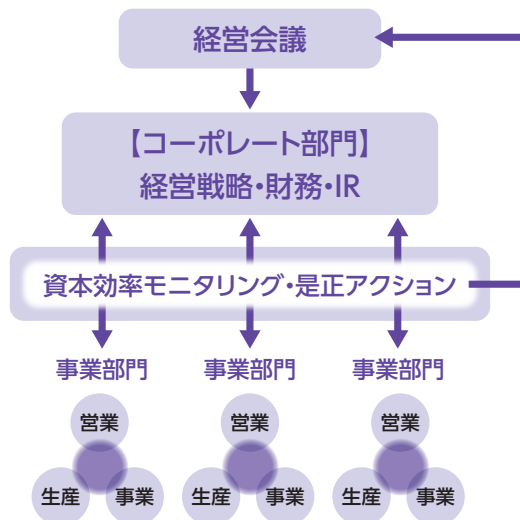 経営会議
【コーポレート部門】
経営戦略・財務・IR
資本効率モニタリング・是正アクション
事業部門
事業部門
事業部門
営業
営業
営業
生産
事業
生産
事業
生産
事業